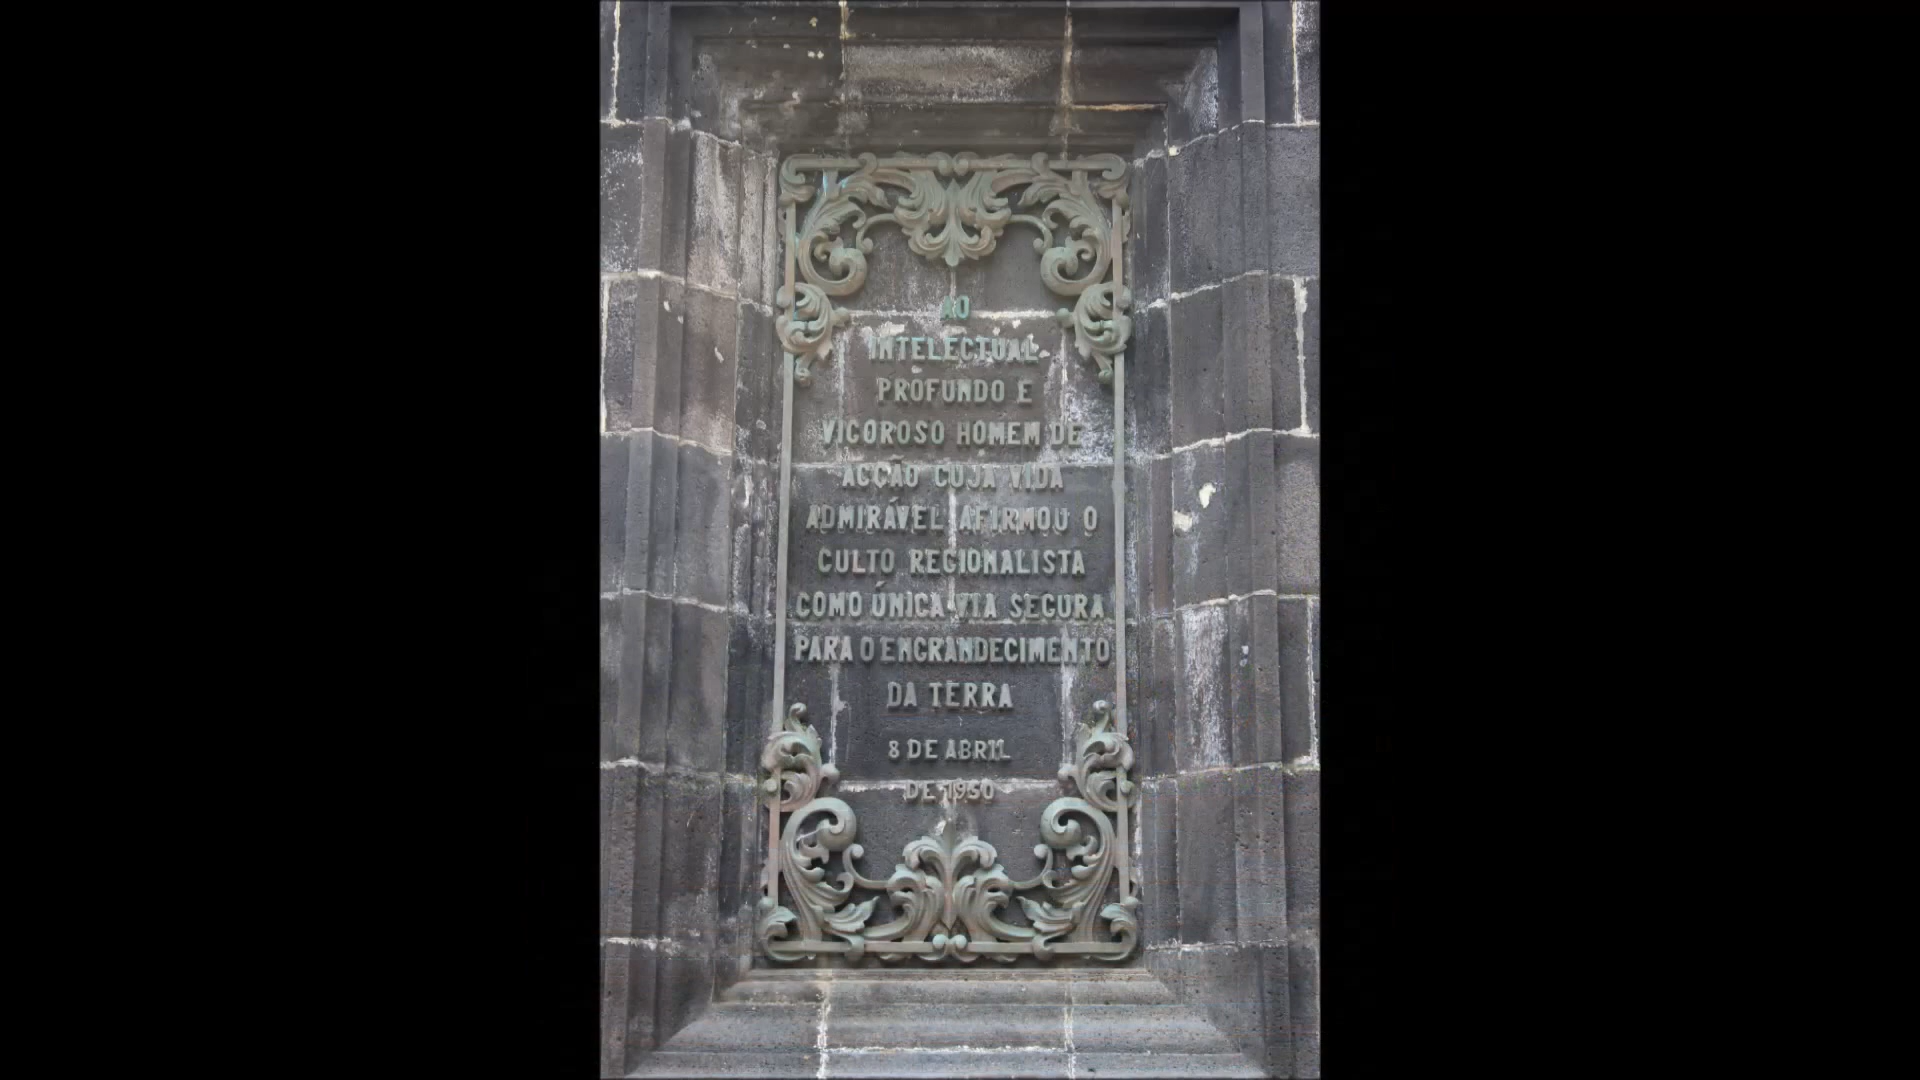 AO
INTELECTUAL
PROFUNDO E
VIGOROSO HOMEM DE
ACÇÃO CUJA VIDA
ADMIRÁVEL AFIRMOU O
CULTO REGIONALISTA
COMO ÚNICA VIA SEGURA
PARA O ENGRANDECIMENTO
DA TERRA
8 DE ABRIL
DE 1950